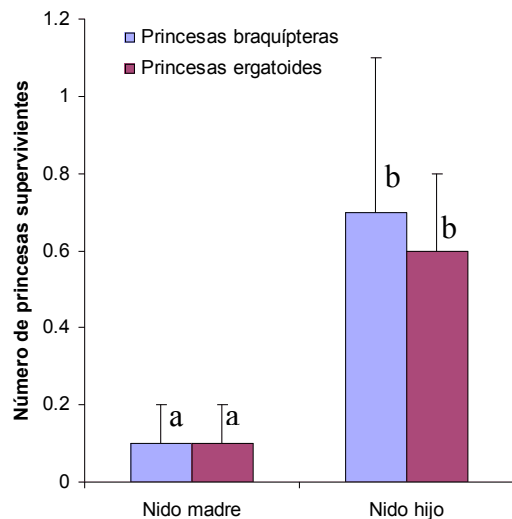 1.2
Princesas braquípteras
Princesas ergatoides
1
0.8
0.6
0.4
0.2
0
Número de princesas supervivientes
a
a
b
b
Nido madre
Nido hijo